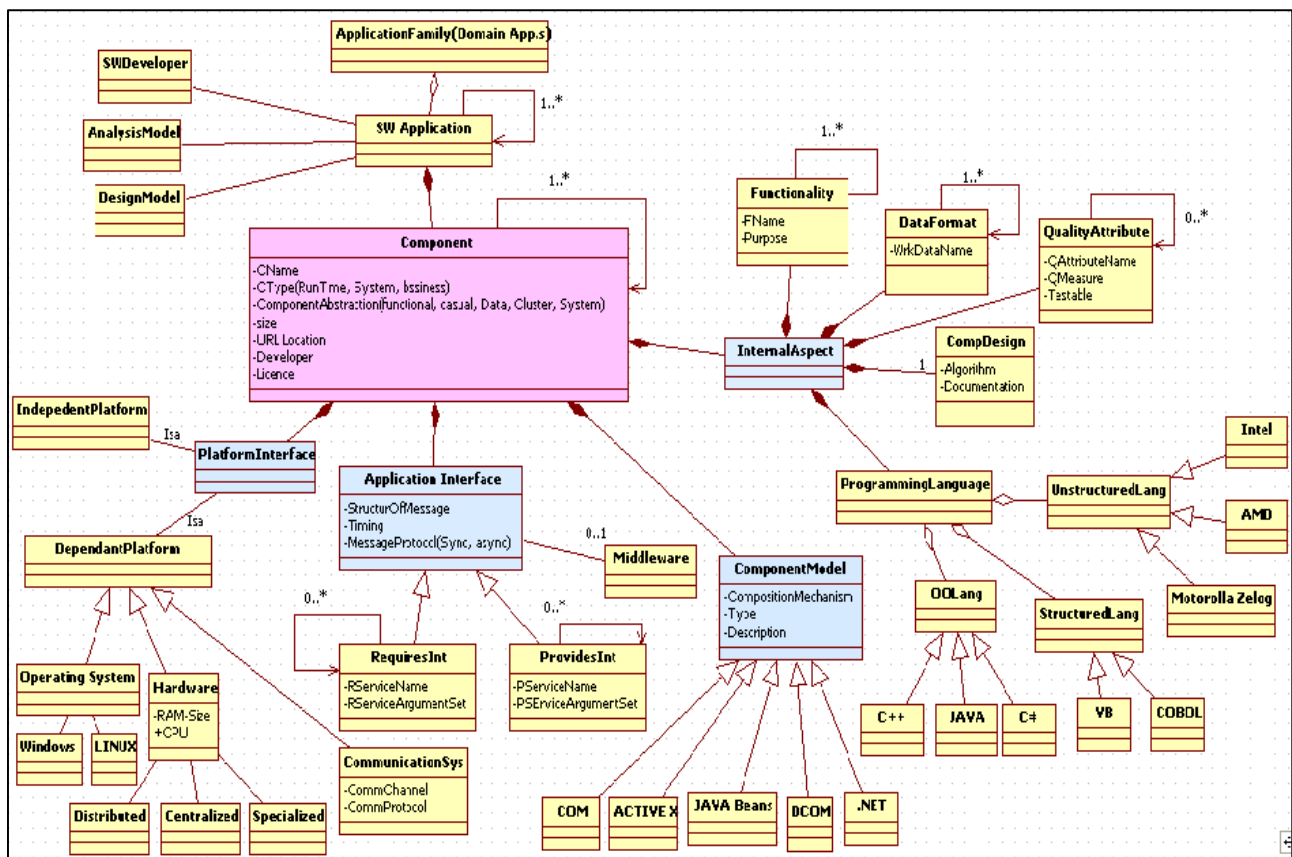 ApplicationFamily(Domain App.s)
SWDeveloper
1..*
SW Application
AnalysisModel
DesignModel
1..*
Component
-CName
-CType(RunTime, System, bssiness)
-ComponentAbstraction(functional, casual, Data, Cluster, System)
-size
-URL Location
-Developer
-Licence
1..*
Functionality
-FName
-Purpose
1..*
DataFormat
-WrkDataName
0..*
QualityAttribute
-QAttributeName
-QMeasure
-Testable
InternalAspect
1
CompDesign
-Algorithm
-Documentation
IndepedentPlatform
Isa
PlatformInterface
Isa
DependantPlatform
Application Interface
-StructurOfMessage
-Timing
-MessageProtocol(Sync, async)
0..1
Middleware
ComponentModel
-CompositionMechanism
-Type
-Description
ProgrammingLanguage
UnstructuredLang
Intel
AMD
Motorolla Zelog
OOLang
StructuredLang
C++
JAVA
C#
VB
COBOL
Operating System
Windows
LINUX
Hardware
-RAM-Size
+CPU
Distributed
Centralized
Specialized
CommunicationSys
-CommChannel
-CommProtocol
0..*
RequiresInt
-RServiceName
-RServiceArgumentSet
0..*
ProvidesInt
-PServiceName
-PSErviceArgumentSet
COM
ACTIVE X
JAVA Beans
DCOM
.NET